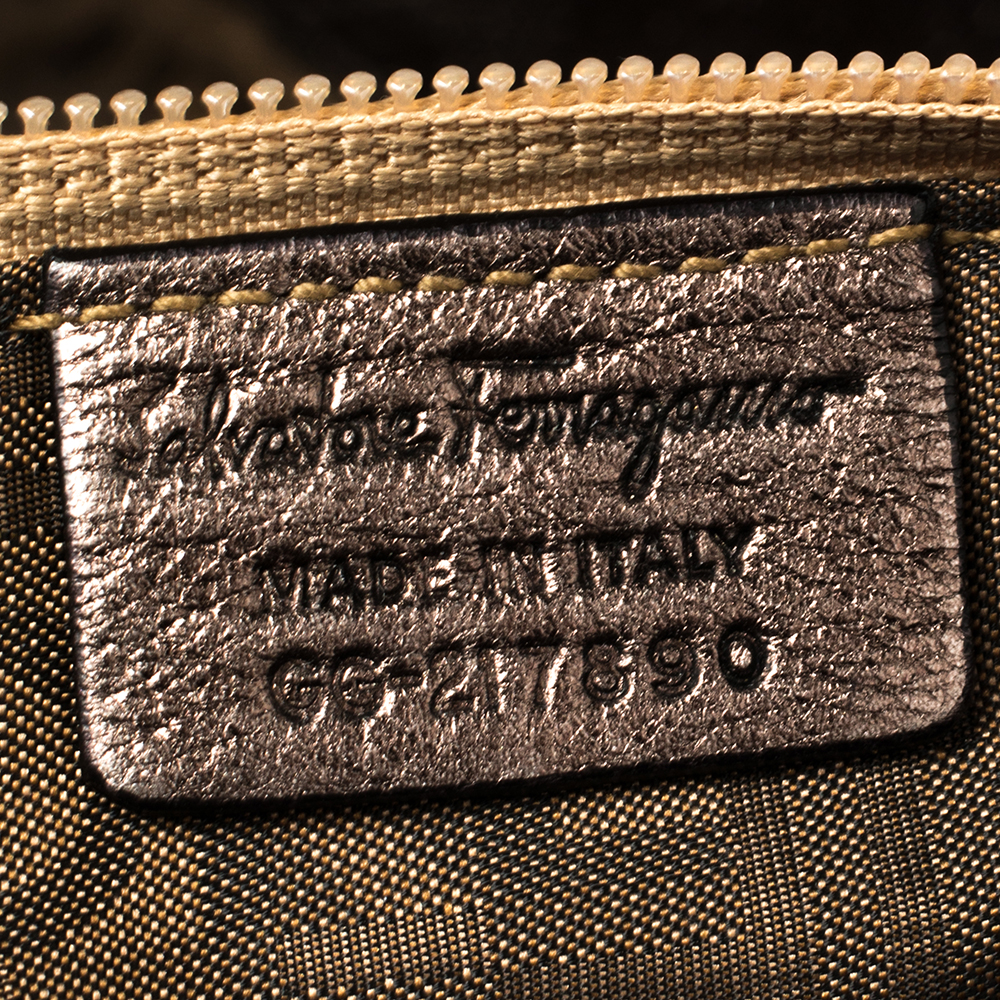 Salvatore Ferragamo
MADE IN ITALY
GG-217890